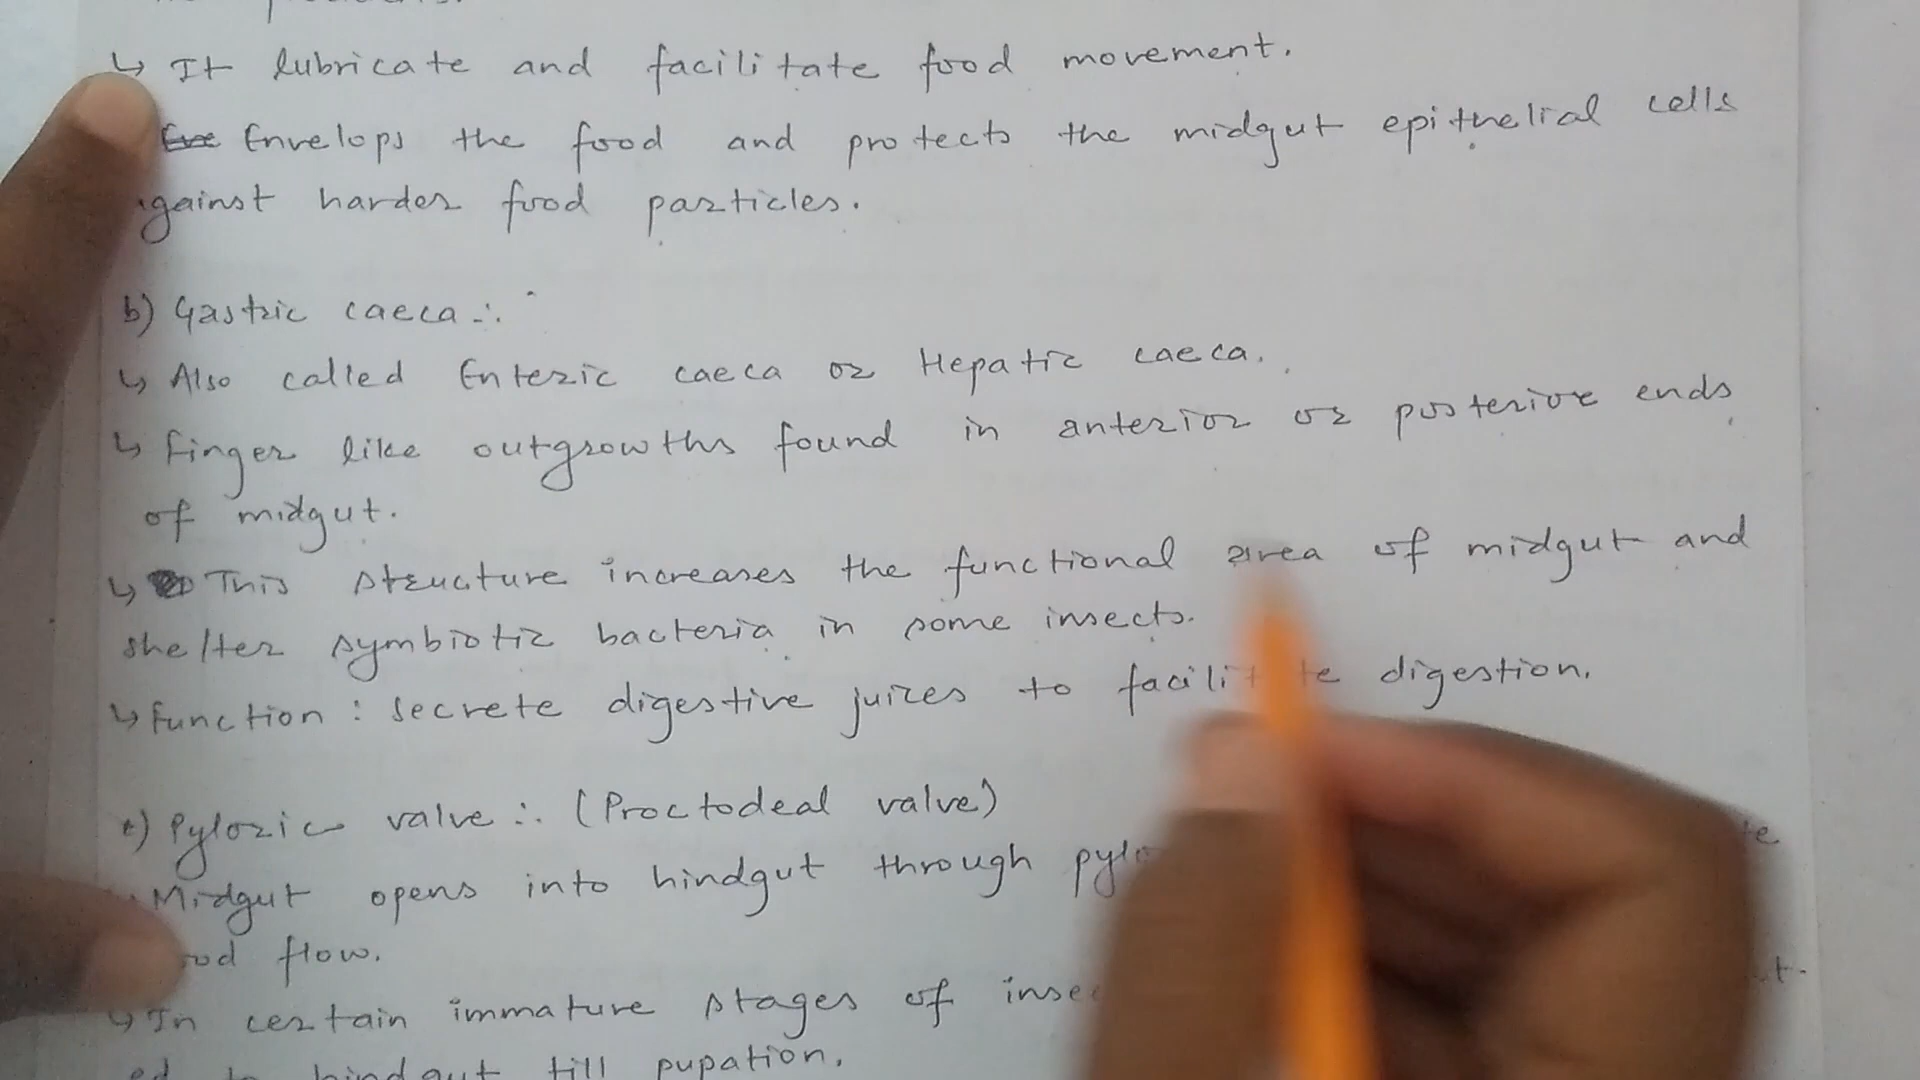 ↳ It lubricate and facilitate food movement.
Envelops the food and protects the midgut epithelial cells
against harder food particles.
b) Gastric caeca :-
↳ Also called Enteric caeca or Hepatic caeca.
↳ Finger like outgrowths found in anterior or posterior ends
of midgut.
↳ This structure increases the functional area of midgut and
shelter symbiotic bacteria in some insects.
↳ Function : Secrete digestive juices to facilitate digestion.
c) Pyloric valve :- (Proctodeal valve)
Midgut opens into hindgut through
flow.
↳ In certain immature stages of
hindgut till pupation.